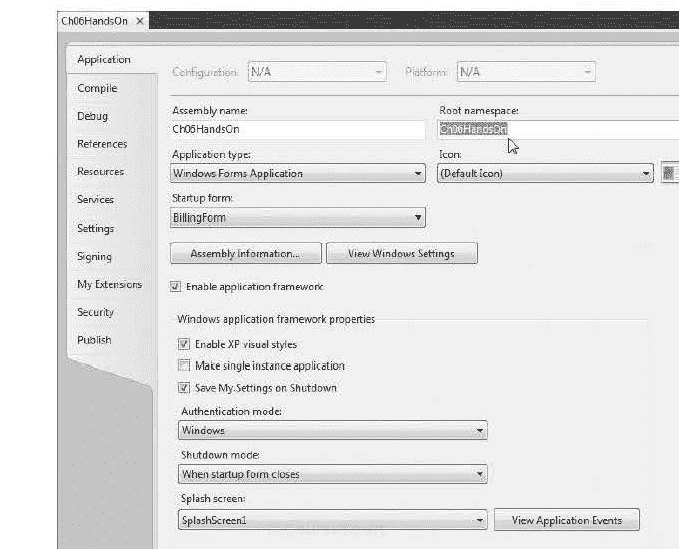 Ch06HandsOn ×
Application
Compile
Debug
References
Resources
Services
Settings
Signing
My Extensions
Security
Publish
Configuration: N/A Platform: N/A
Assembly name: Root namespace:
Ch06HandsOn Ch06HandsOn
Application type: Icon:
Windows Forms Application (Default Icon)
Startup form:
BillingForm
Assembly Information... View Windows Settings
Enable application framework
Windows application framework properties
Enable XP visual styles
Make single instance application
Save My.Settings on Shutdown
Authentication mode:
Windows
Shutdown mode:
When startup form closes
Splash screen:
SplashScreen1 View Application Events